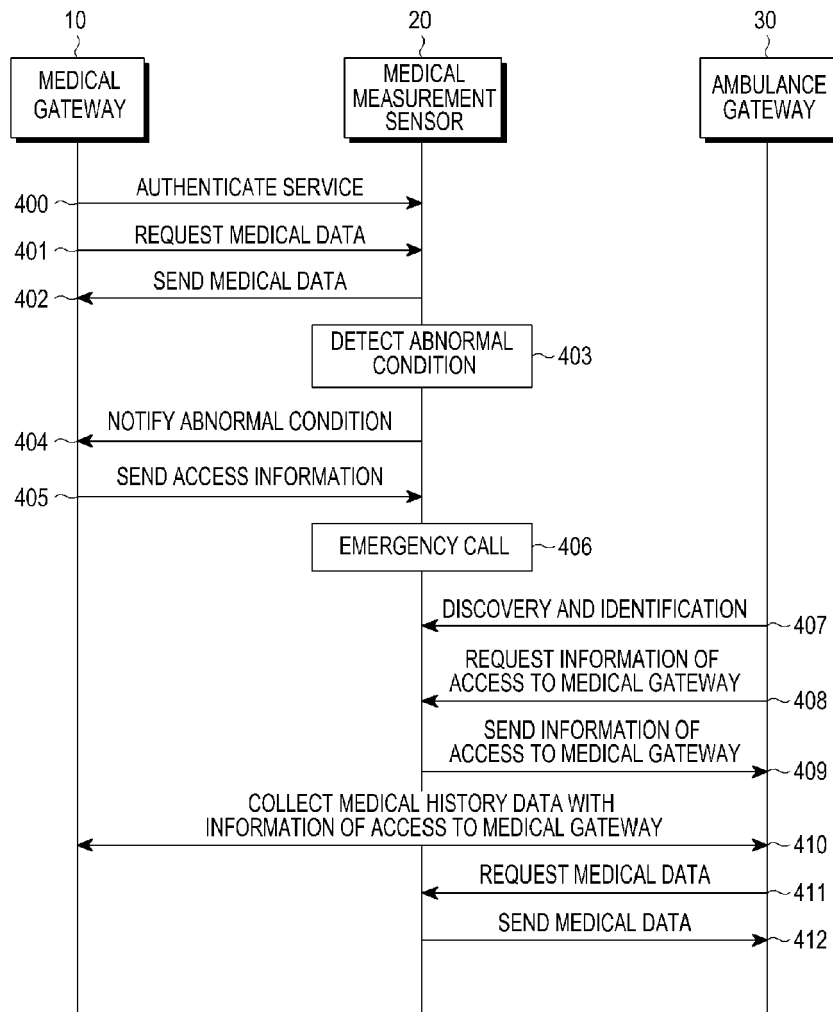 10
20
30
MEDICAL
GATEWAY
MEDICAL
MEASUREMENT
SENSOR
AMBULANCE
GATEWAY
AUTHENTICATE SERVICE
400
REQUEST MEDICAL DATA
401
SEND MEDICAL DATA
402
DETECT ABNORMAL
CONDITION
403
NOTIFY ABNORMAL CONDITION
404
SEND ACCESS INFORMATION
405
EMERGENCY CALL
406
DISCOVERY AND IDENTIFICATION
407
REQUEST INFORMATION OF
ACCESS TO MEDICAL GATEWAY
408
SEND INFORMATION OF
ACCESS TO MEDICAL GATEWAY
409
COLLECT MEDICAL HISTORY DATA WITH
INFORMATION OF ACCESS TO MEDICAL GATEWAY
410
REQUEST MEDICAL DATA
411
SEND MEDICAL DATA
412